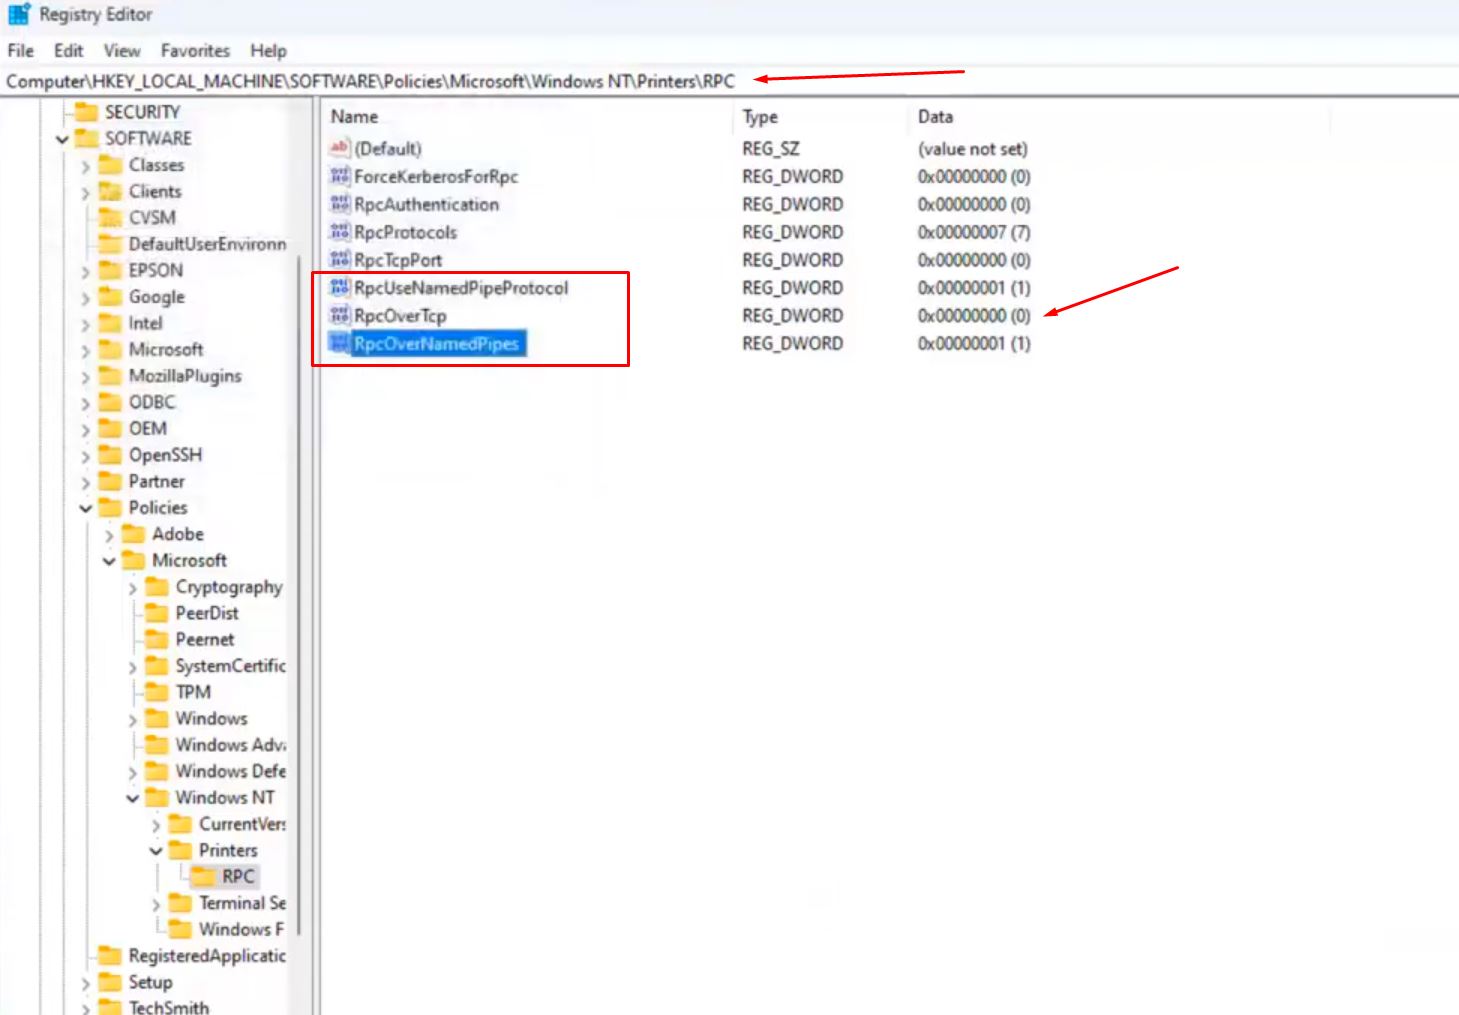 Registry Editor
File Edit View Favorites Help
Computer\HKEY_LOCAL_MACHINE\SOFTWARE\Policies\Microsoft\Windows NT\Printers\RPC
SECURITY
SOFTWARE
Classes
Clients
CVSM
DefaultUserEnvironn
EPSON
Google
Intel
Microsoft
MozillaPlugins
ODBC
OEM
OpenSSH
Partner
Policies
Adobe
Microsoft
Cryptography
PeerDist
Peernet
SystemCertific
TPM
Windows
Windows Adva
Windows Defe
Windows NT
CurrentVers
Printers
RPC
Terminal Se
Windows F
RegisteredApplicatic
Setup
TechSmith
Name Type Data
(Default) REG_SZ (value not set)
ForceKerberosForRpc REG_DWORD 0x00000000 (0)
RpcAuthentication REG_DWORD 0x00000000 (0)
RpcProtocols REG_DWORD 0x00000007 (7)
RpcTcpPort REG_DWORD 0x00000000 (0)
RpcUseNamedPipeProtocol REG_DWORD 0x00000001 (1)
RpcOverTcp REG_DWORD 0x00000000 (0)
RpcOverNamedPipes REG_DWORD 0x00000001 (1)